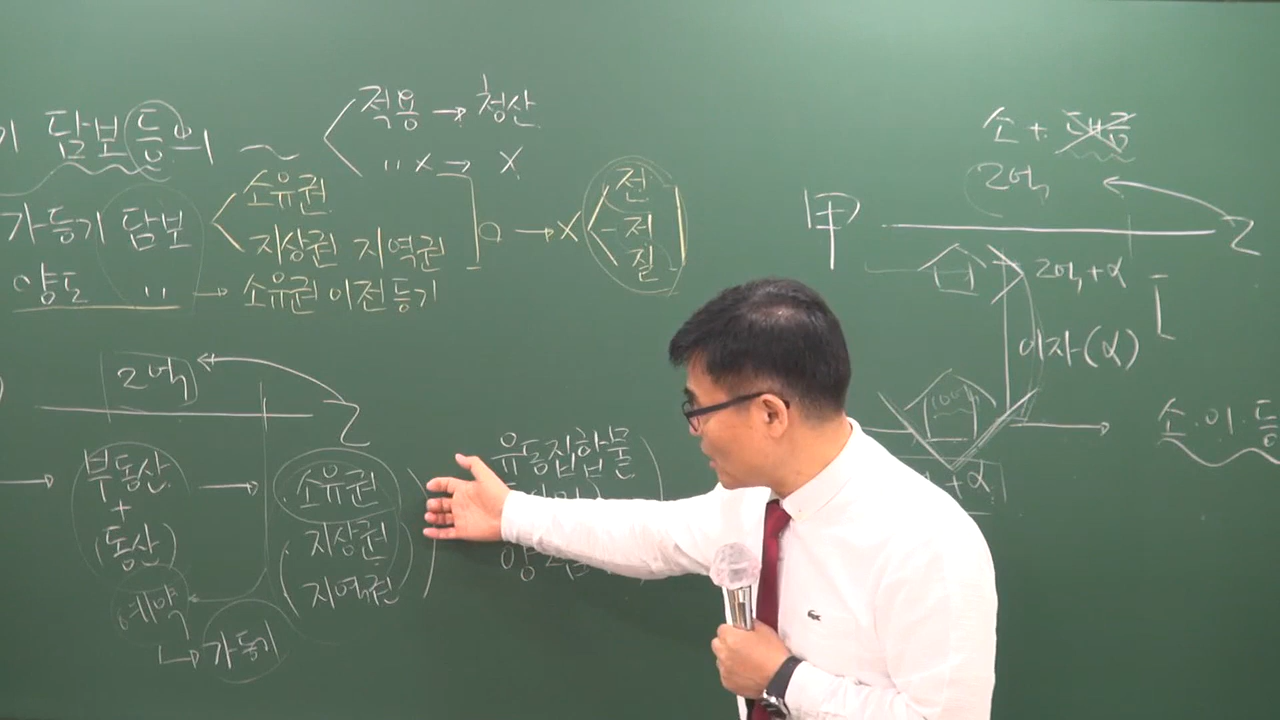 담보등의 ~
적용 → 청산
〃 x → X
가등기 담보
소유권
지상권 지역권
양도 〃 → 소유권 이전등기
→ X
전
저
질
2억
乙
부동산
+
(동산)
예약
↳ 가등기
소유권
지상권
지역권
유동집합물
소 +
2억
甲
乙
2억+α
이자(α)
+α
소.이.등